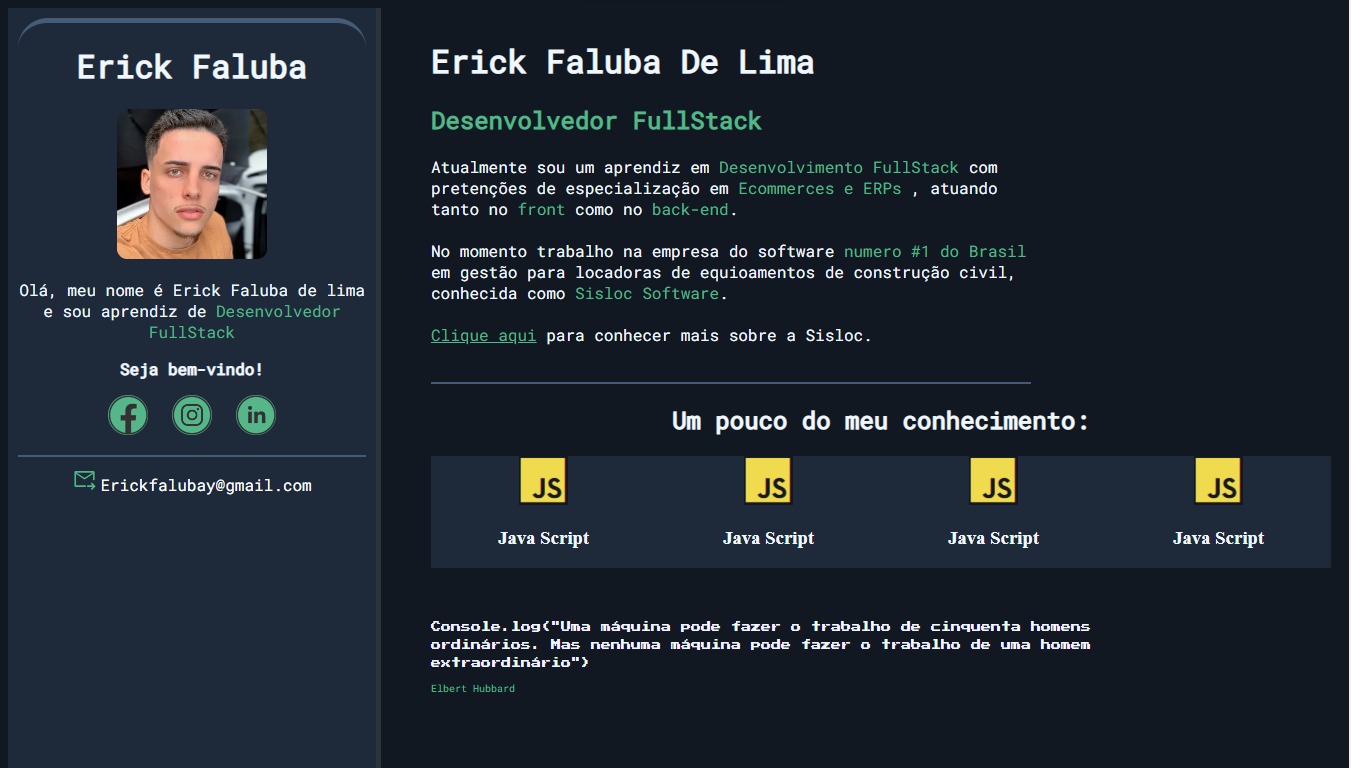 Erick Faluba
Olá, meu nome é Erick Faluba de lima
e sou aprendiz de Desenvolvedor
FullStack
Seja bem-vindo!
in
Erickfalubay@gmail.com
Erick Faluba De Lima
Desenvolvedor FullStack
Atualmente sou um aprendiz em Desenvolvimento FullStack com
pretenções de especialização em Ecommerces e ERPs , atuando
tanto no front como no back-end.
No momento trabalho na empresa do software numero #1 do Brasil
em gestão para locadoras de equioamentos de construção civil,
conhecida como Sisloc Software.
Clique aqui para conhecer mais sobre a Sisloc.
Um pouco do meu conhecimento:
JS JS JS JS
Java Script Java Script Java Script Java Script
Console.log("Uma máquina pode fazer o trabalho de cinquenta homens
ordinários. Mas nenhuma máquina pode fazer o trabalho de uma homem
extraordinário")
Elbert Hubbard